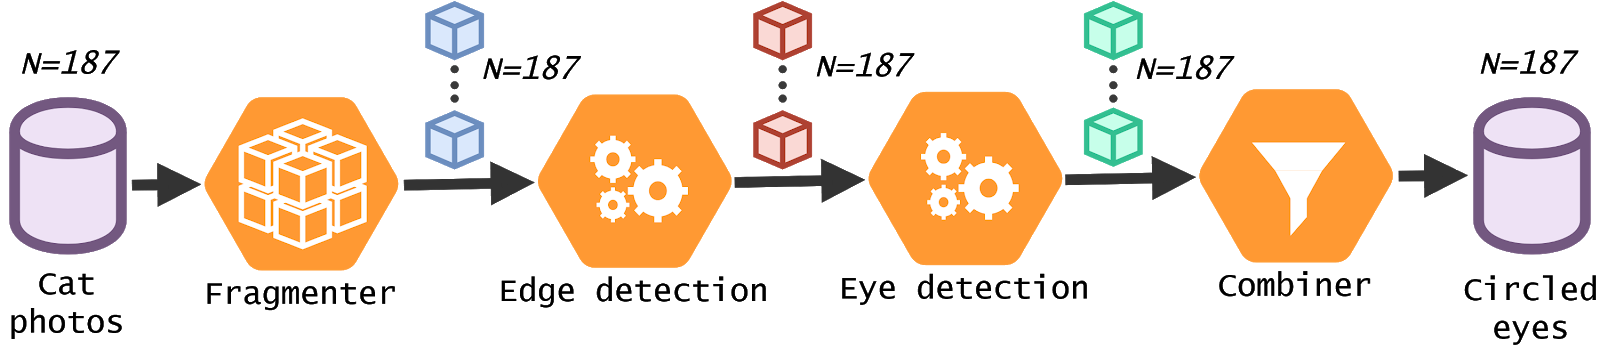 N=187
N=187
N=187
N=187
N=187
Cat
photos
Fragmenter
Edge detection
Eye detection
Combiner
Circled
eyes